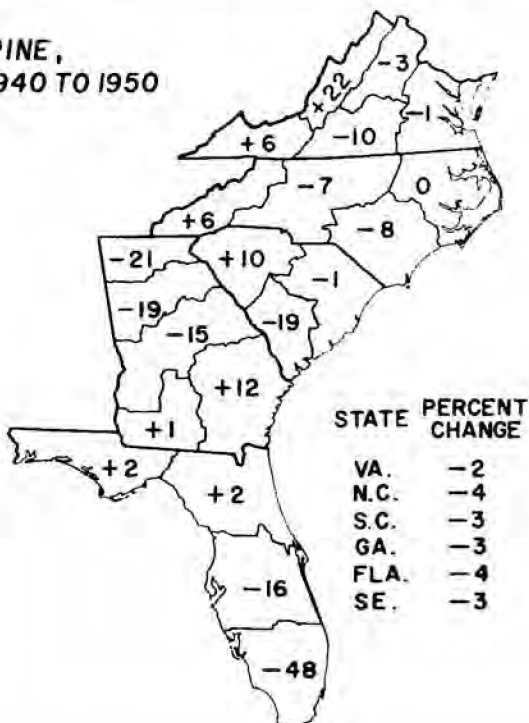 PINE,
940 TO 1950
-3
+22
-1
+6
-10
-7
0
+6
-8
-21
+10
-1
-19
-15
-19
+12
+1
+2
+2
-16
-48
STATE PERCENT CHANGE
VA. -2
N.C. -4
S.C. -3
GA. -3
FLA. -4
SE. -3